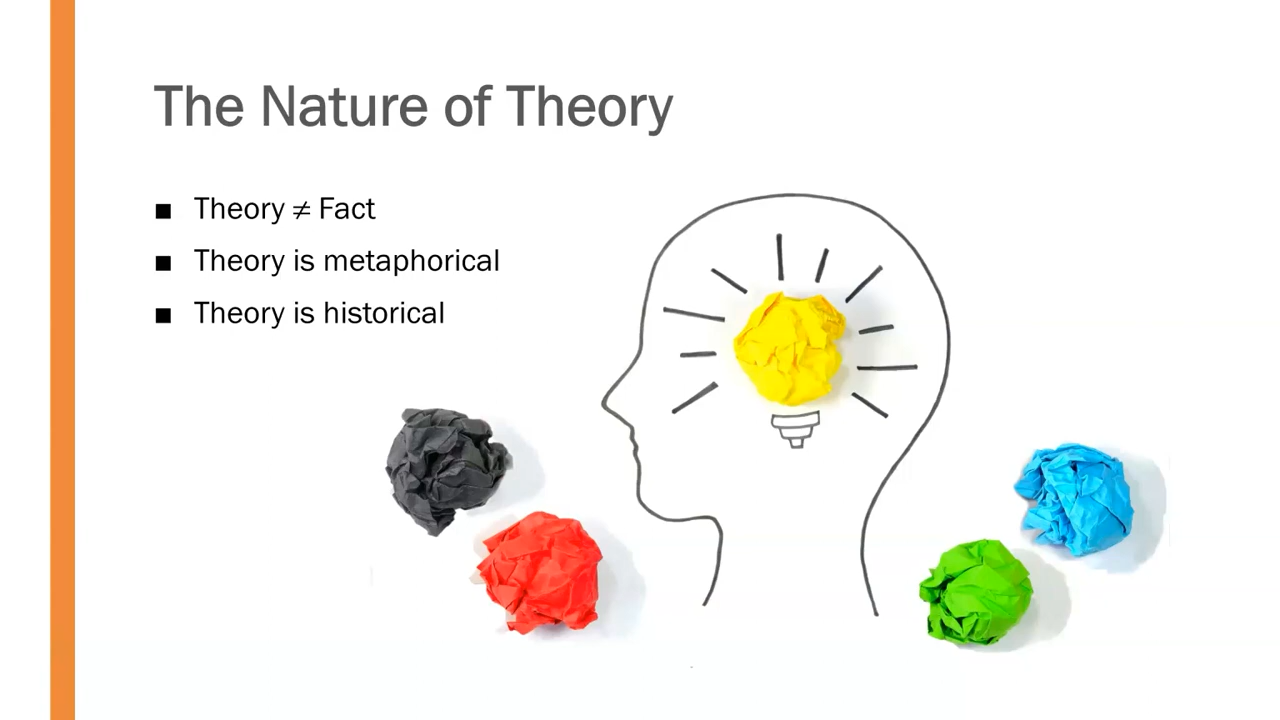 The Nature of Theory
■ Theory ≠ Fact
■ Theory is metaphorical
■ Theory is historical